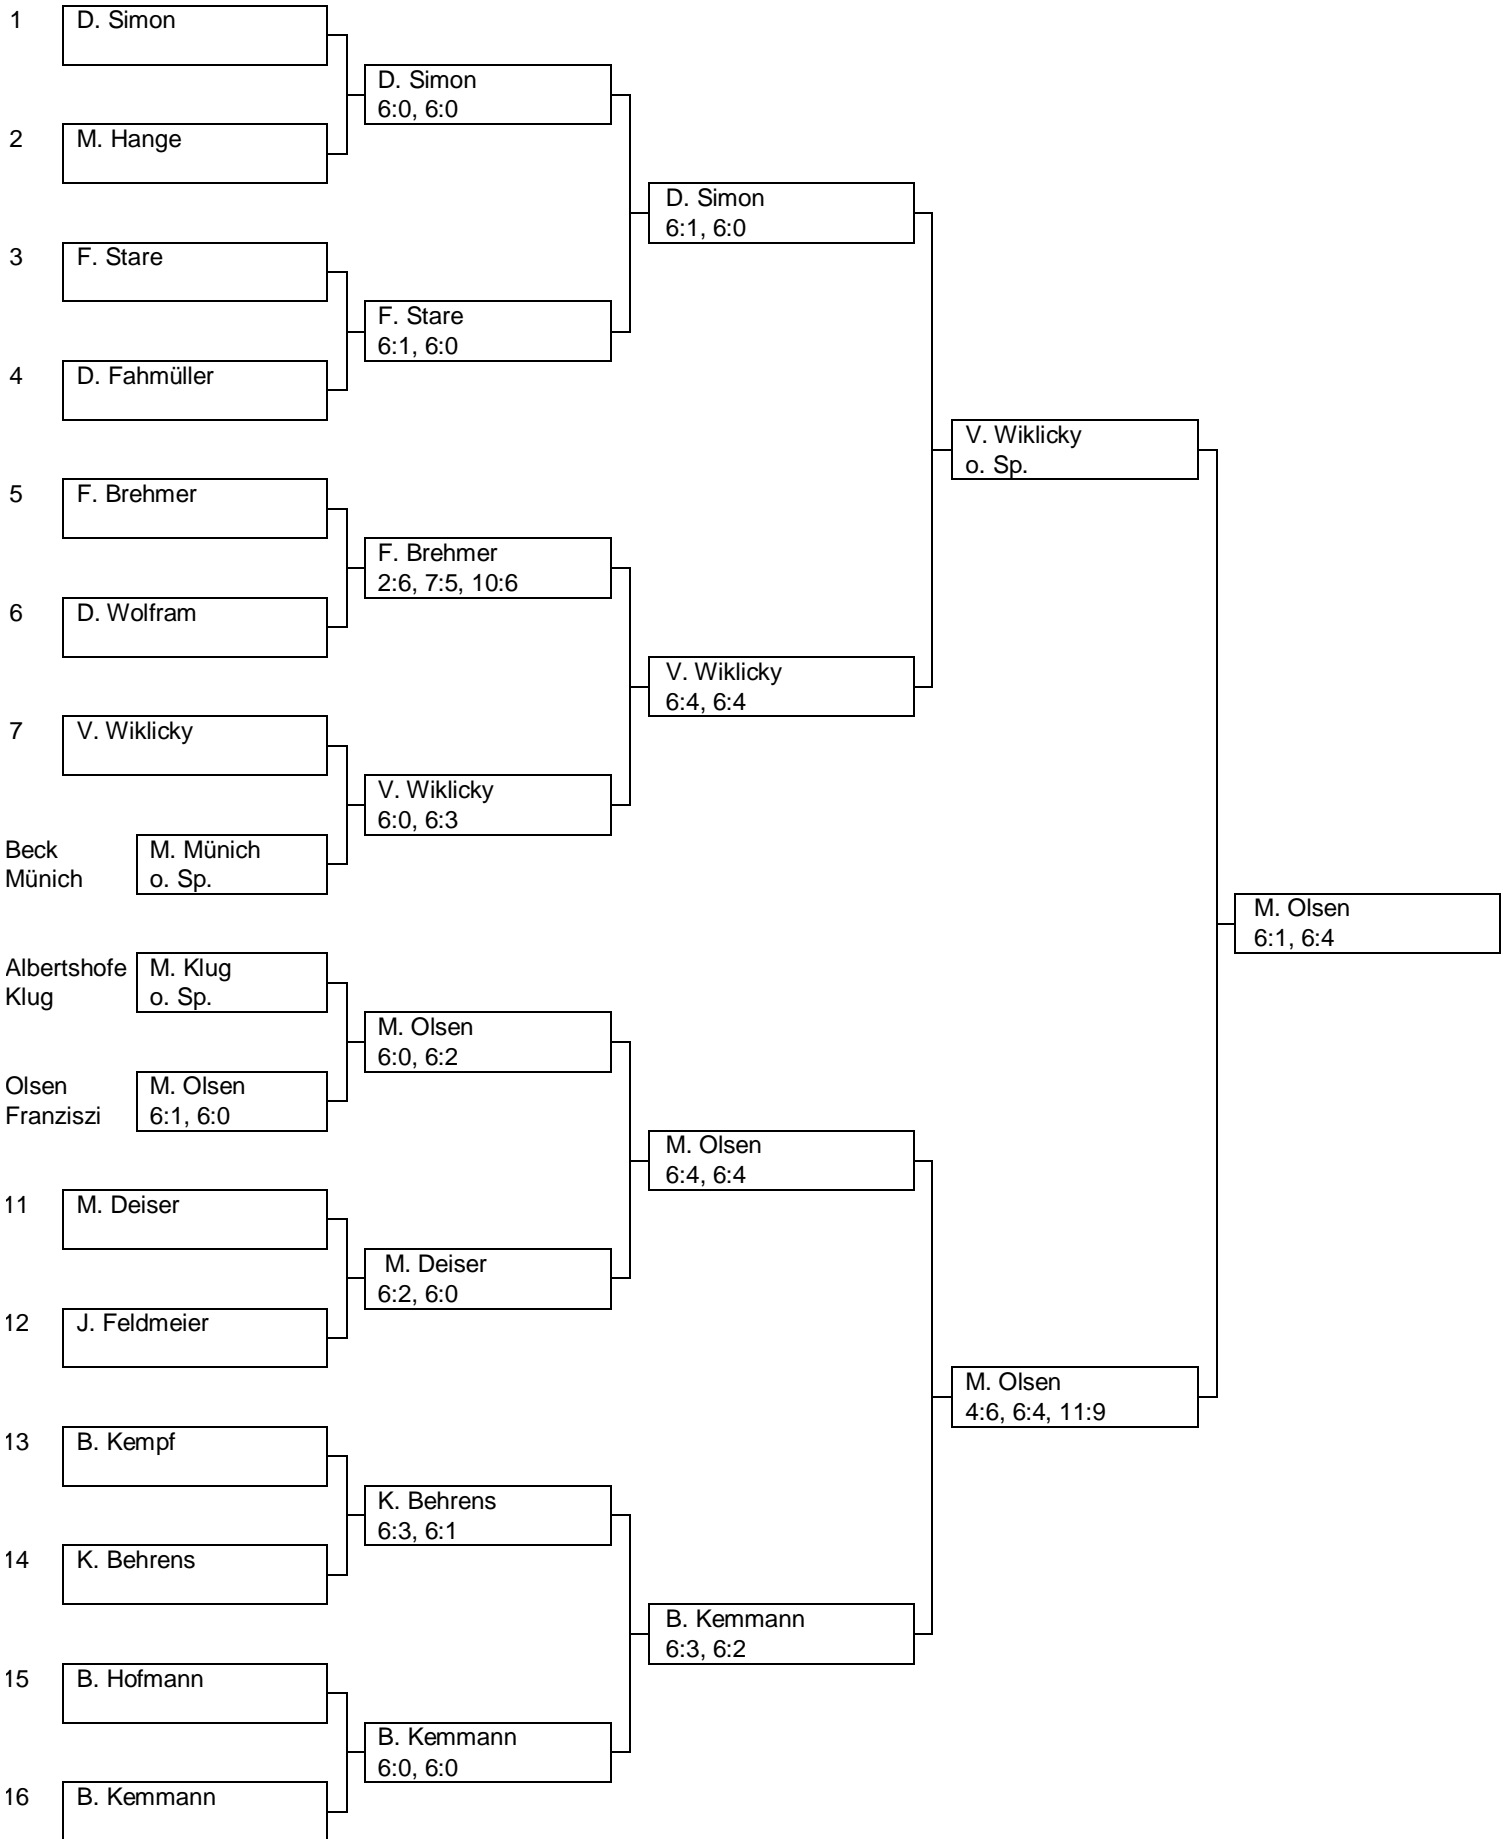 1 D. Simon
D. Simon
6:0, 6:0
2 M. Hange
D. Simon
6:1, 6:0
3 F. Stare
F. Stare
6:1, 6:0
4 D. Fahmüller
V. Wiklicky
o. Sp.
5 F. Brehmer
F. Brehmer
2:6, 7:5, 10:6
6 D. Wolfram
V. Wiklicky
6:4, 6:4
7 V. Wiklicky
V. Wiklicky
6:0, 6:3
Beck M. Münich
Münich o. Sp.
M. Olsen
6:1, 6:4
Albertshofe M. Klug
Klug o. Sp.
M. Olsen
6:0, 6:2
Olsen M. Olsen
Franziszi 6:1, 6:0
M. Olsen
6:4, 6:4
11 M. Deiser
M. Deiser
6:2, 6:0
12 J. Feldmeier
M. Olsen
4:6, 6:4, 11:9
13 B. Kempf
K. Behrens
6:3, 6:1
14 K. Behrens
B. Kemmann
6:3, 6:2
15 B. Hofmann
B. Kemmann
6:0, 6:0
16 B. Kemmann